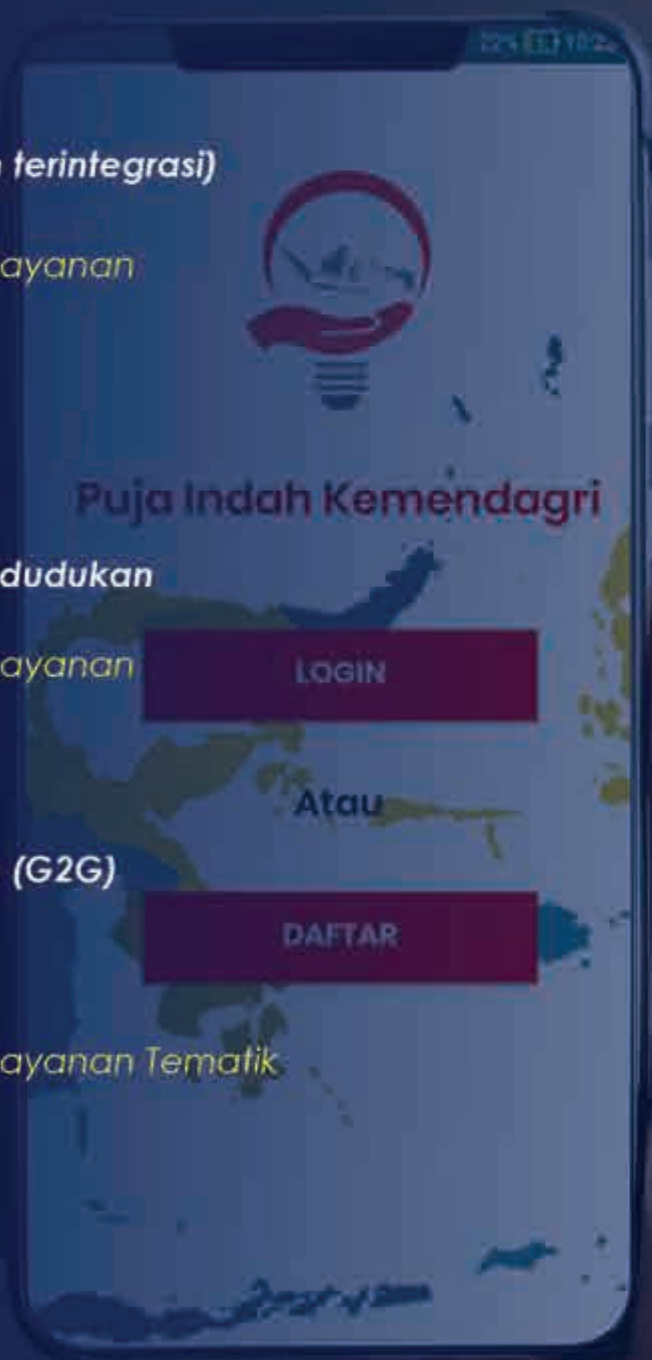 terintegrasi)
ayanan
Puja Indah Kemendagri
dudukan
ayanan
LOGIN
Atau
(G2G)
DAFTAR
ayanan Tematik